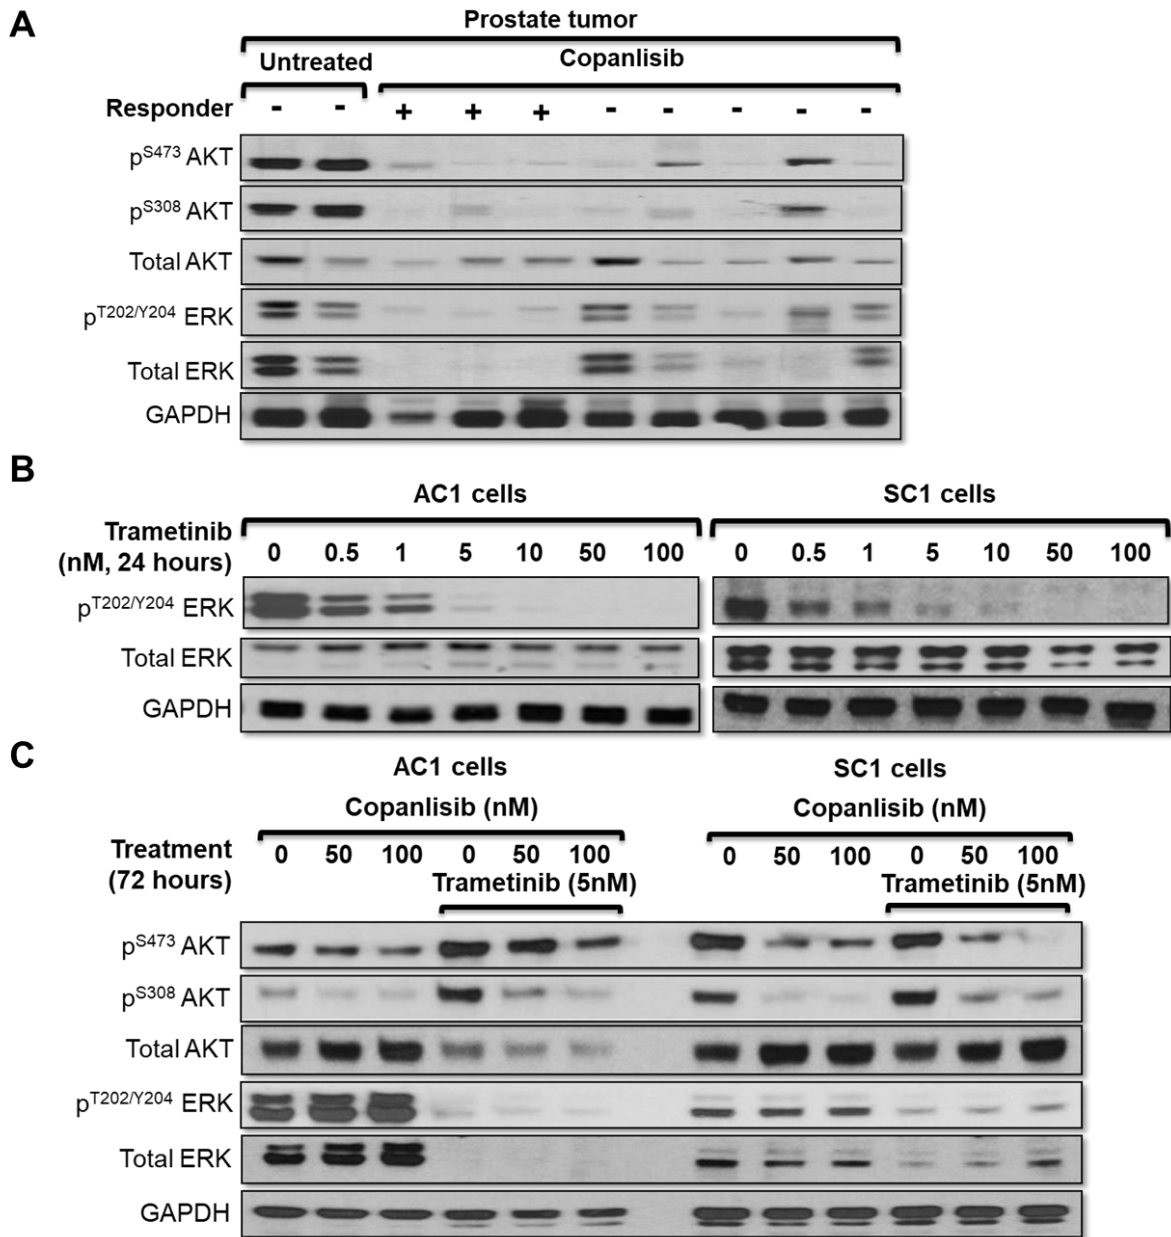 A
Prostate tumor
Untreated Copanlisib
Responder - - + + + - - - - -
pS473 AKT
pS308 AKT
Total AKT
pT202/Y204 ERK
Total ERK
GAPDH
B
AC1 cells SC1 cells
Trametinib
(nM, 24 hours)
0 0.5 1 5 10 50 100 0 0.5 1 5 10 50 100
pT202/Y204 ERK
Total ERK
GAPDH
C
AC1 cells SC1 cells
Copanlisib (nM) Copanlisib (nM)
Treatment
(72 hours)
0 50 100 0 50 100 0 50 100 0 50 100
Trametinib (5nM) Trametinib (5nM)
pS473 AKT
pS308 AKT
Total AKT
pT202/Y204 ERK
Total ERK
GAPDH